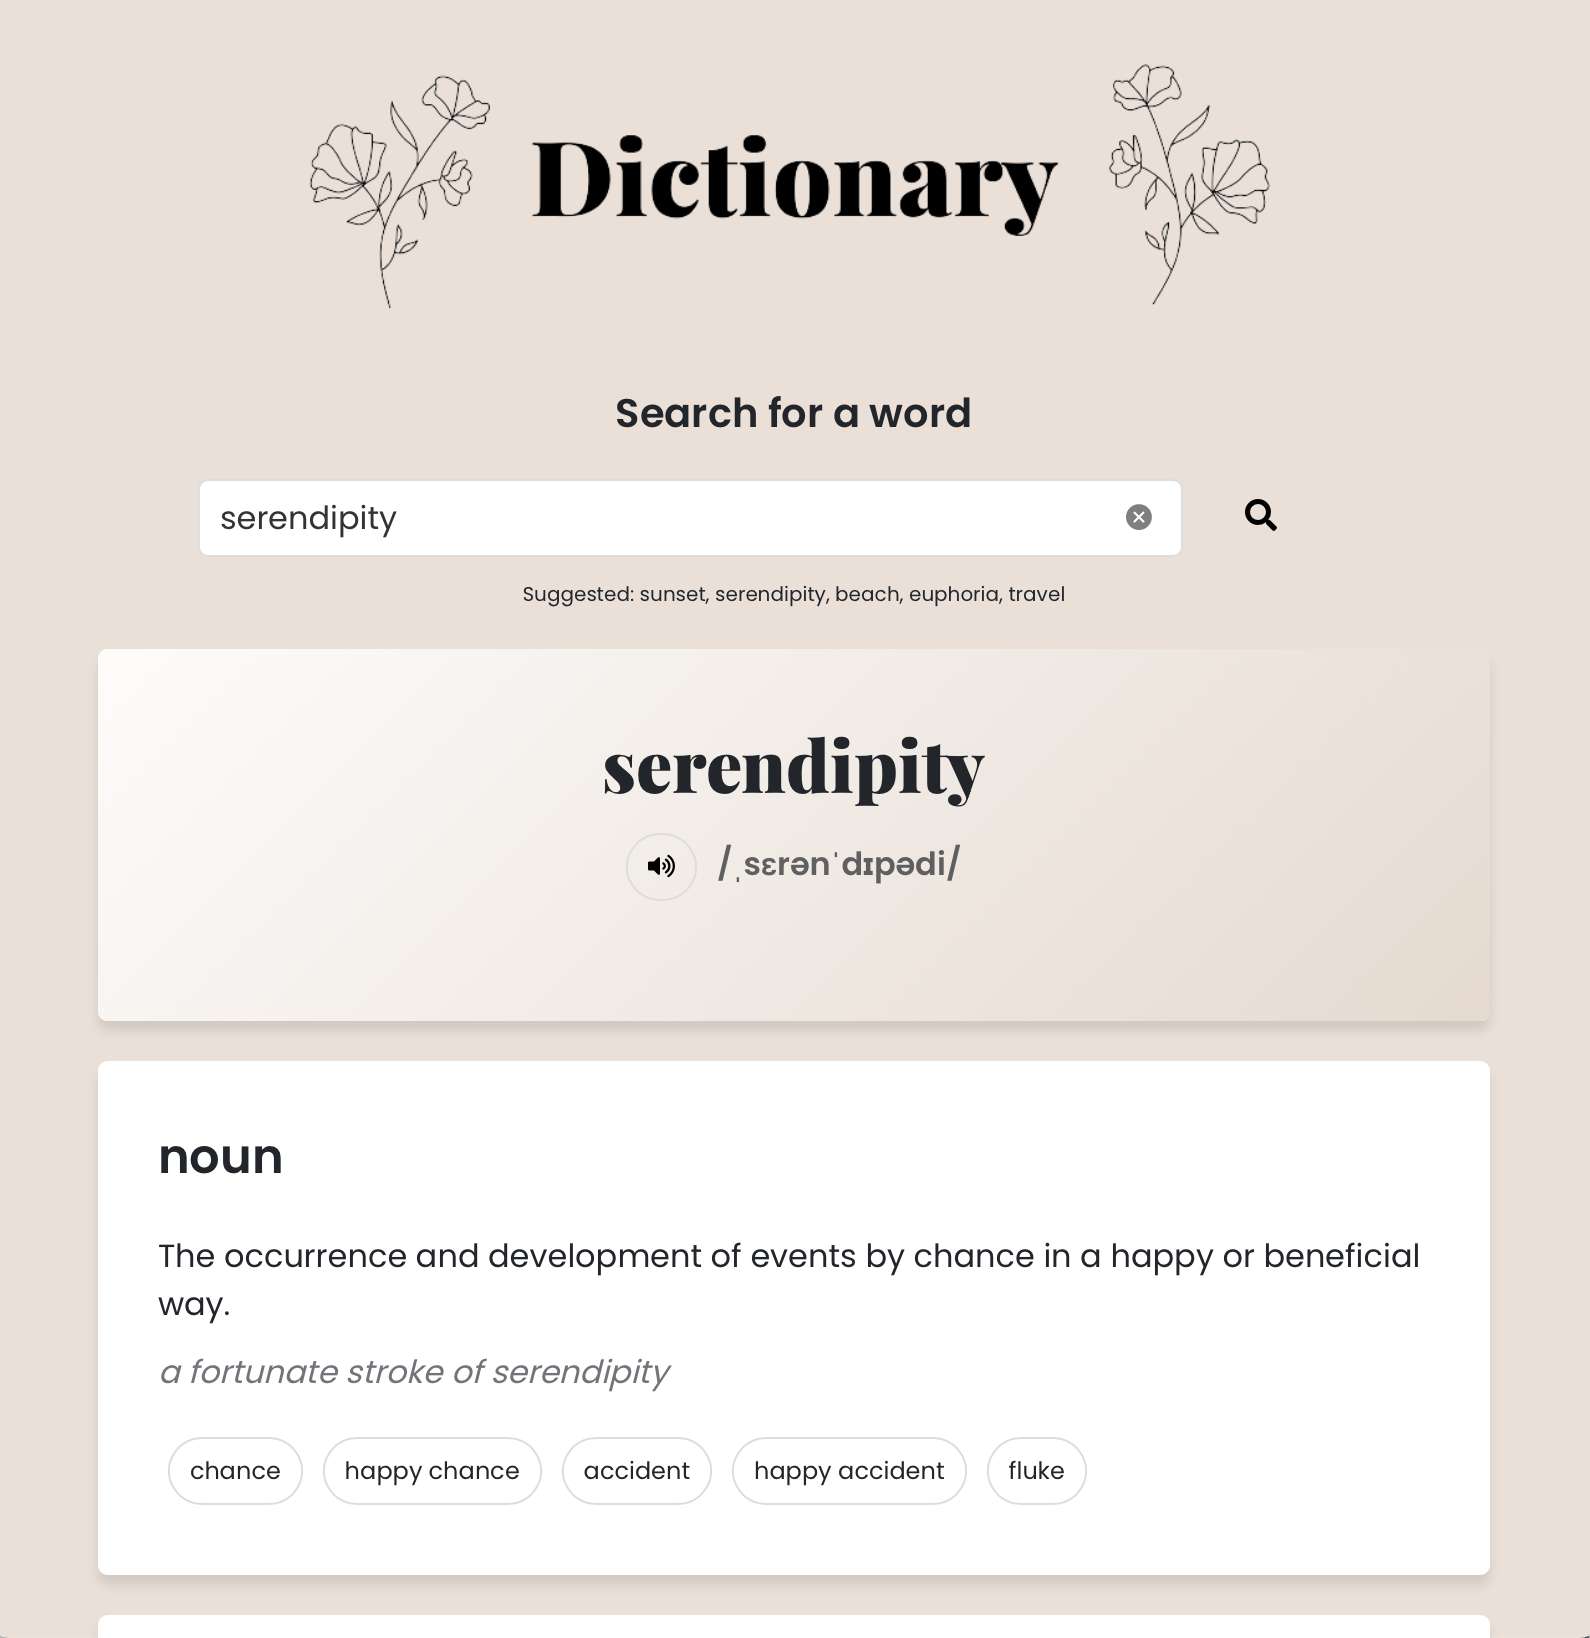 Dictionary
Search for a word
serendipity
Suggested: sunset, serendipity, beach, euphoria, travel
serendipity
/ˌsɛrənˈdɪpədi/
noun
The occurrence and development of events by chance in a happy or beneficial
way.
a fortunate stroke of serendipity
chance happy chance accident happy accident fluke